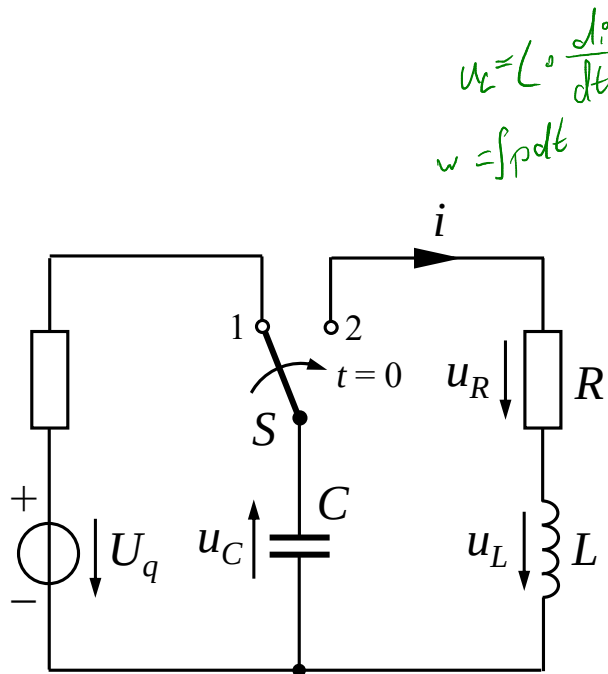 u_L = L · di/dt
w = ∫p dt
i
1
2
t = 0
u_R
R
S
+
C
U_q
u_C
u_L
L
−